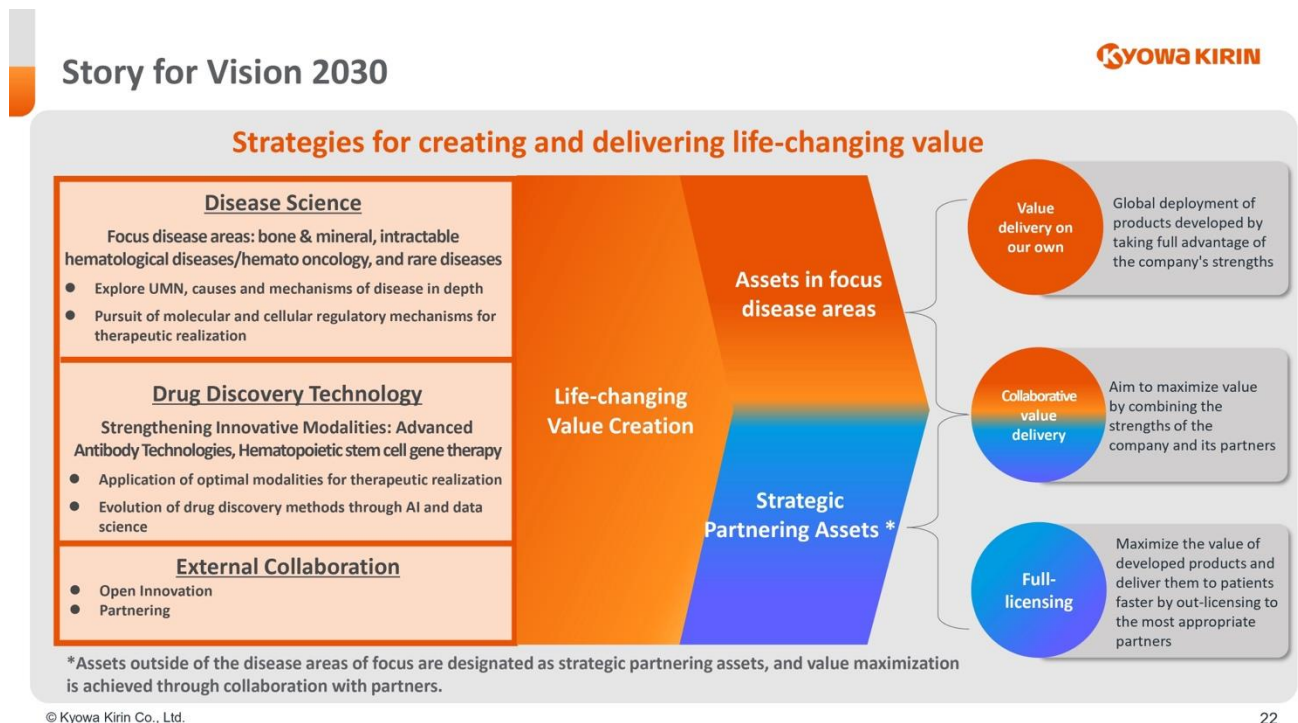 Story for Vision 2030
KYOWA KIRIN
Strategies for creating and delivering life-changing value
Disease Science
Focus disease areas: bone & mineral, intractable
hematological diseases/hemato oncology, and rare diseases
● Explore UMN, causes and mechanisms of disease in depth
● Pursuit of molecular and cellular regulatory mechanisms for
therapeutic realization
Drug Discovery Technology
Strengthening Innovative Modalities: Advanced
Antibody Technologies, Hematopoietic stem cell gene therapy
● Application of optimal modalities for therapeutic realization
● Evolution of drug discovery methods through AI and data
science
External Collaboration
● Open Innovation
● Partnering
Life-changing
Value Creation
Assets in focus
disease areas
Strategic
Partnering Assets *
Value
delivery on
our own
Global deployment of
products developed by
taking full advantage of
the company's strengths
Collaborative
value
delivery
Aim to maximize value
by combining the
strengths of the
company and its partners
Full-
licensing
Maximize the value of
developed products and
deliver them to patients
faster by out-licensing to
the most appropriate
partners
*Assets outside of the disease areas of focus are designated as strategic partnering assets, and value maximization
is achieved through collaboration with partners.
© Kyowa Kirin Co., Ltd.
22